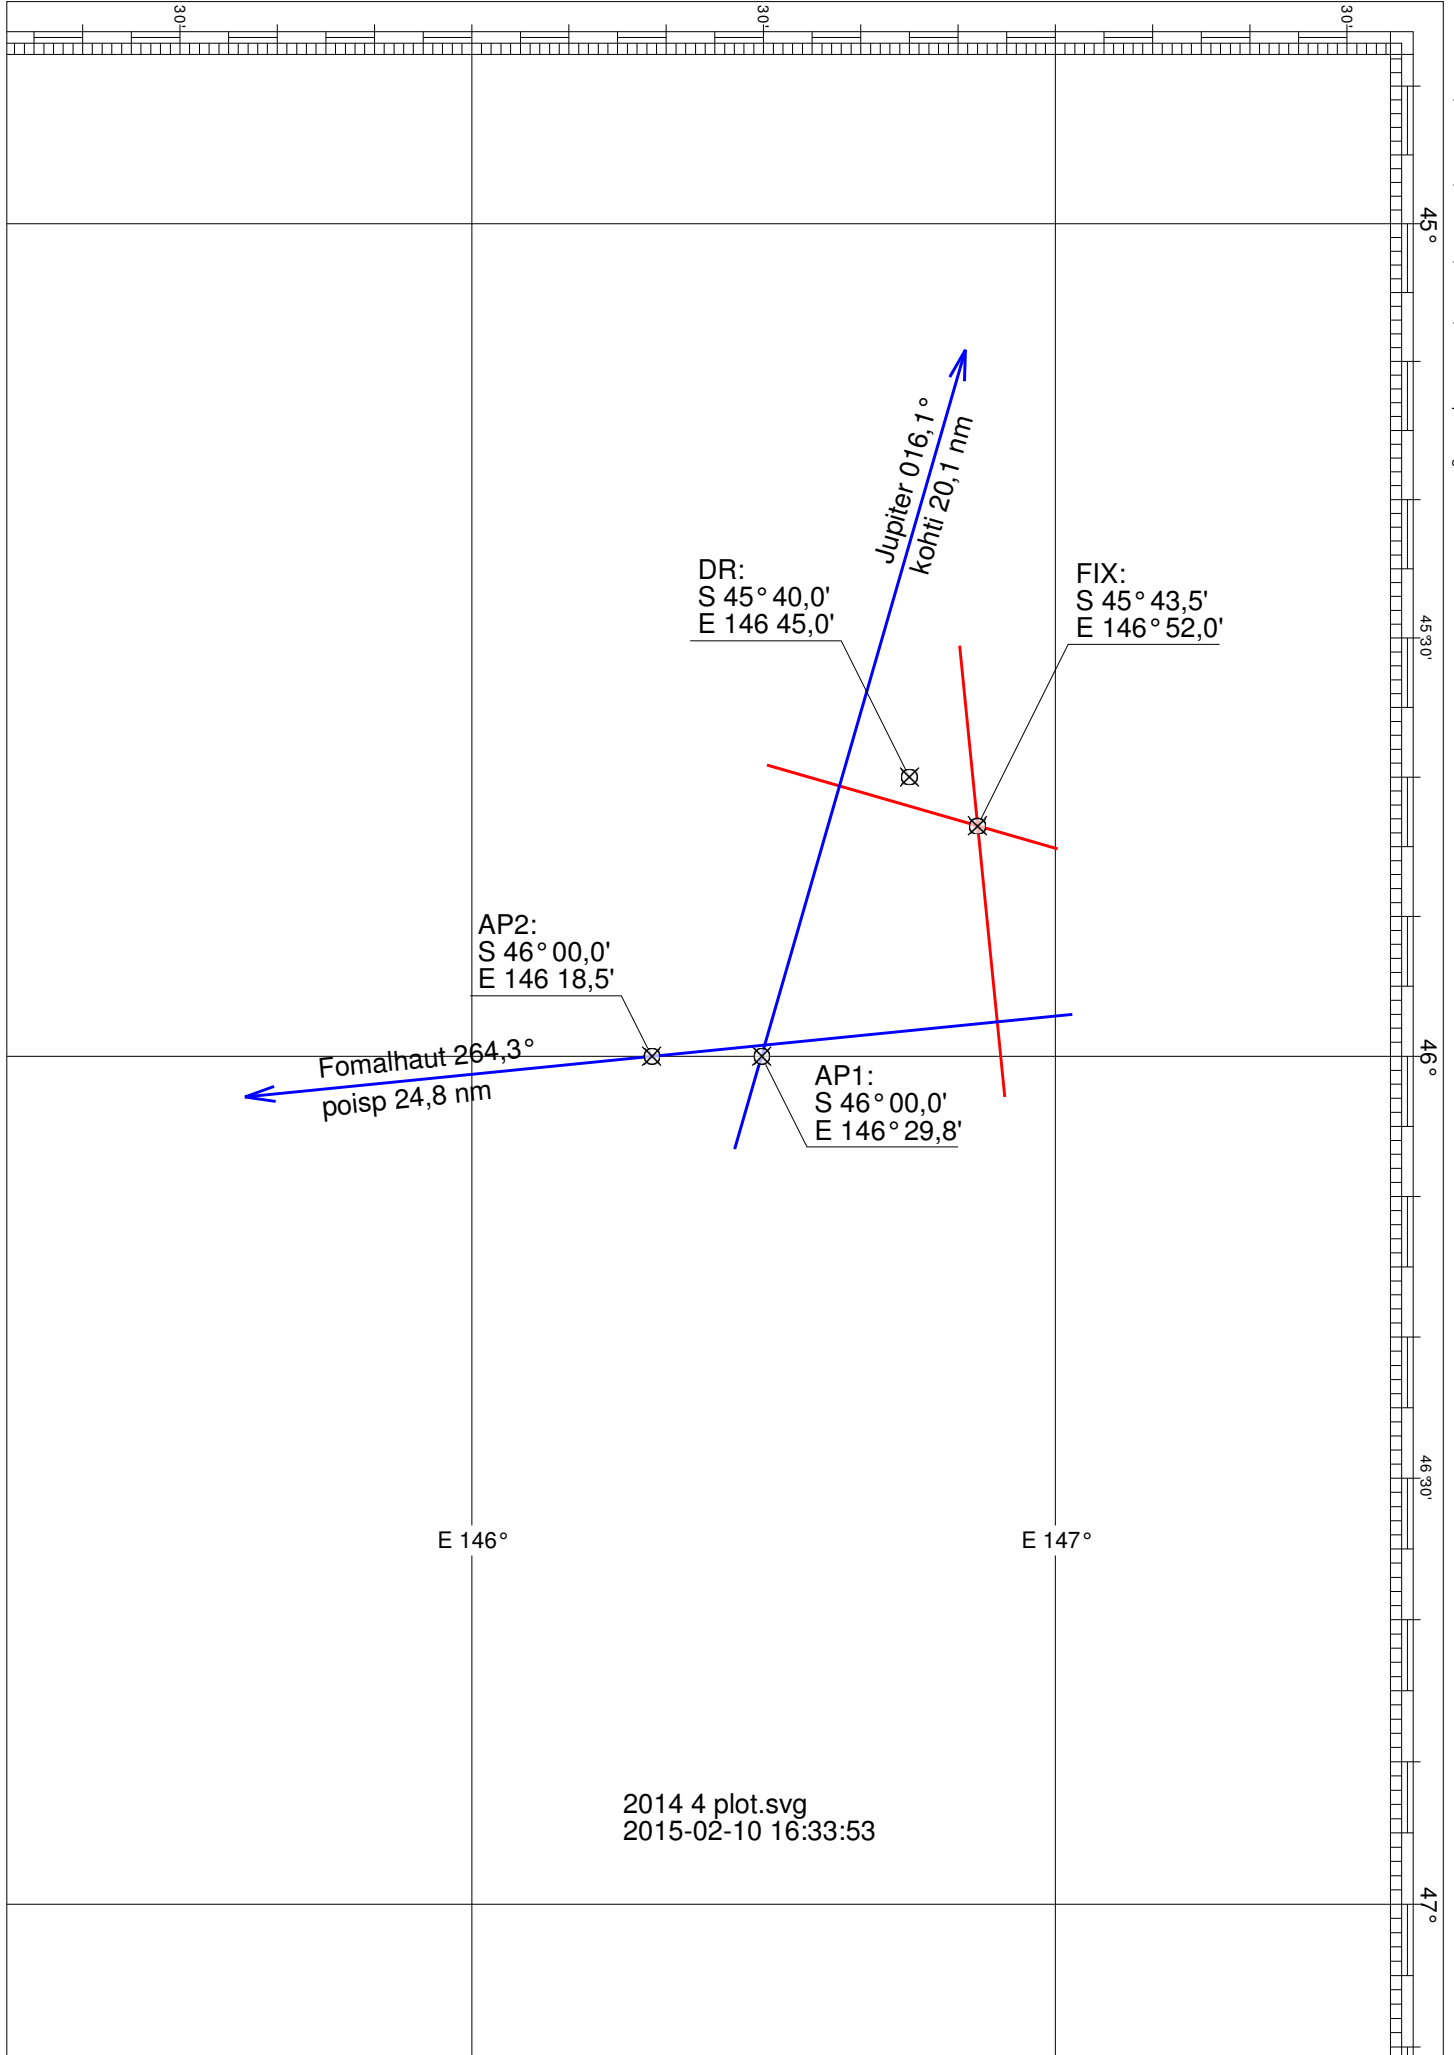 30'
30'
30'
45°
Jupiter 016,1°
kohti 20,1 nm
DR:
S 45° 40,0'
E 146 45,0'
FIX:
S 45° 43,5'
E 146° 52,0'
45°30'
AP2:
S 46° 00,0'
E 146 18,5'
Fomalhaut 264,3°
poisp 24,8 nm
AP1:
S 46° 00,0'
E 146° 29,8'
46°
46°30'
E 146°
E 147°
2014 4 plot.svg
2015-02-10 16:33:53
47°